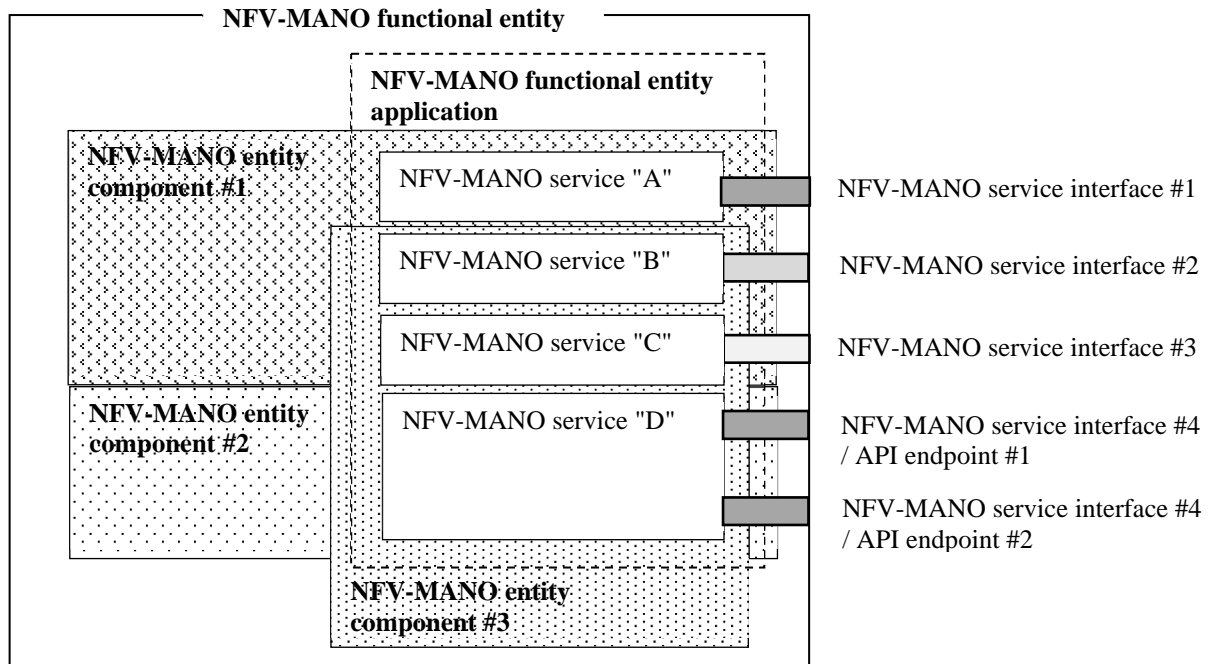 NFV-MANO functional entity
NFV-MANO functional entity
application
NFV-MANO entity
component #1
NFV-MANO service "A"
NFV-MANO service interface #1
NFV-MANO service "B"
NFV-MANO service interface #2
NFV-MANO service "C"
NFV-MANO service interface #3
NFV-MANO entity
component #2
NFV-MANO service "D"
NFV-MANO service interface #4
/ API endpoint #1
NFV-MANO service interface #4
/ API endpoint #2
NFV-MANO entity
component #3